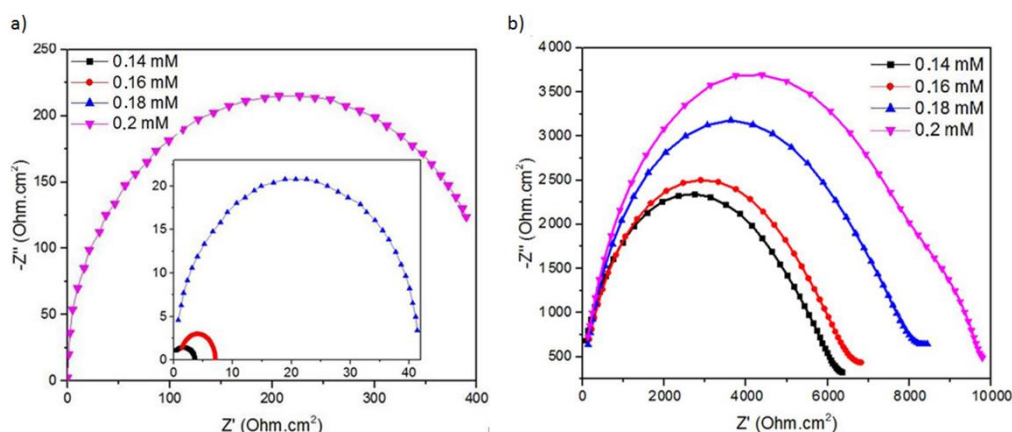 a)
250
200
150
100
50
0
-Z" (Ohm.cm²)
0.14 mM
0.16 mM
0.18 mM
0.2 mM
20
15
10
5
0
0 10 20 30 40
0 100 200 300 400
Z' (Ohm.cm²)
b)
4 000
3500
3000
2500
2000
1500
1000
500
-Z" (Ohm.cm²)
0.14 mM
0.16 mM
0.18 mM
0.2 mM
0 2000 4000 6000 8000 10000
Z' (Ohm.cm²)